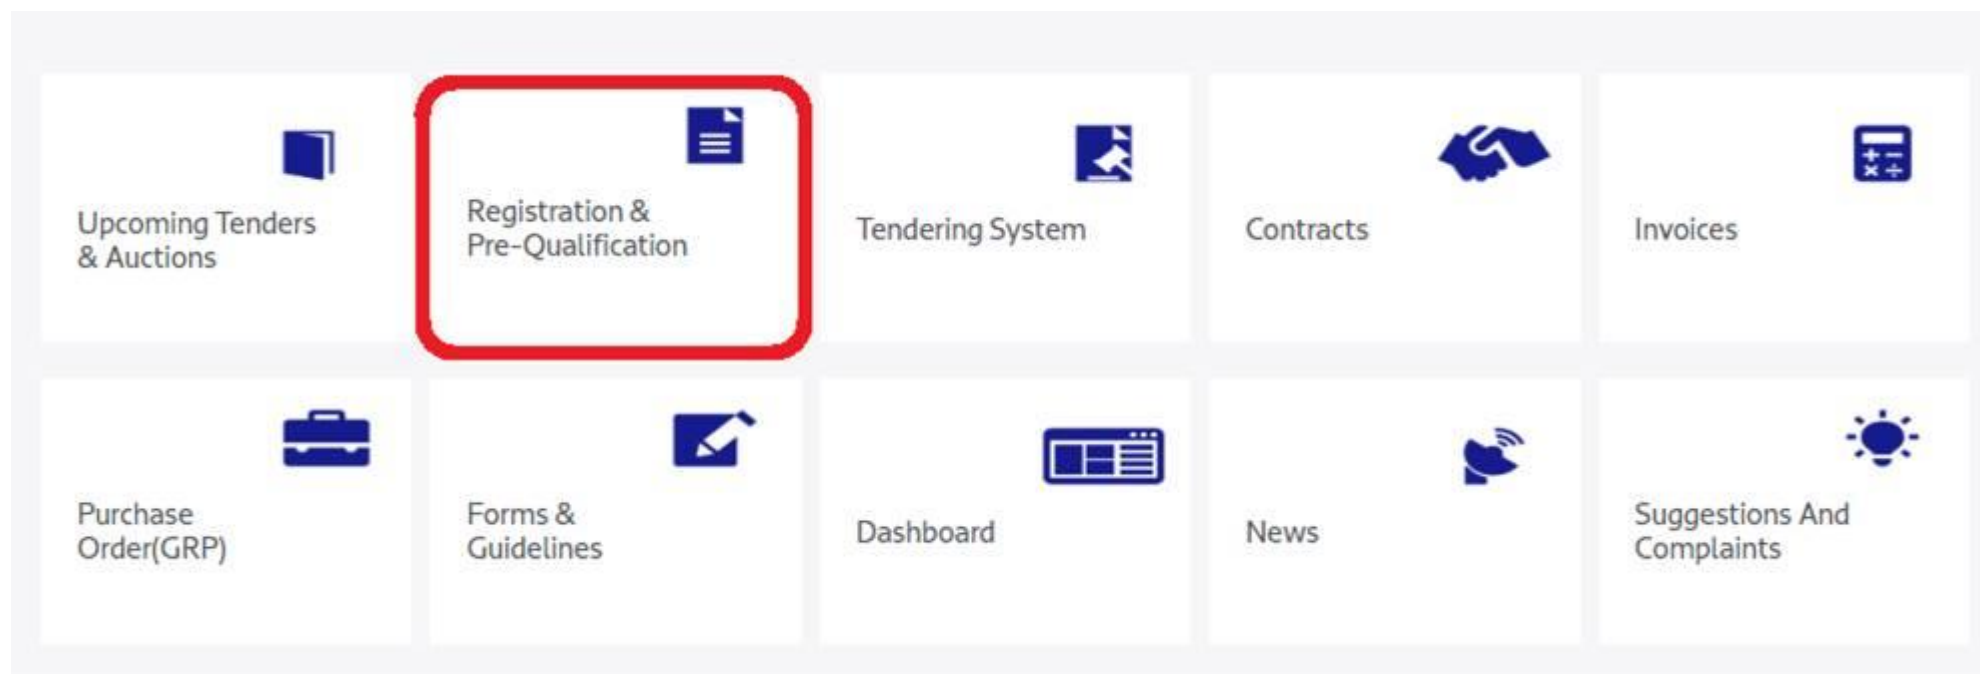 Upcoming Tenders
& Auctions
Registration &
Pre-Qualification
Tendering System
Contracts
Invoices
Purchase
Order(GRP)
Forms &
Guidelines
Dashboard
News
Suggestions And
Complaints